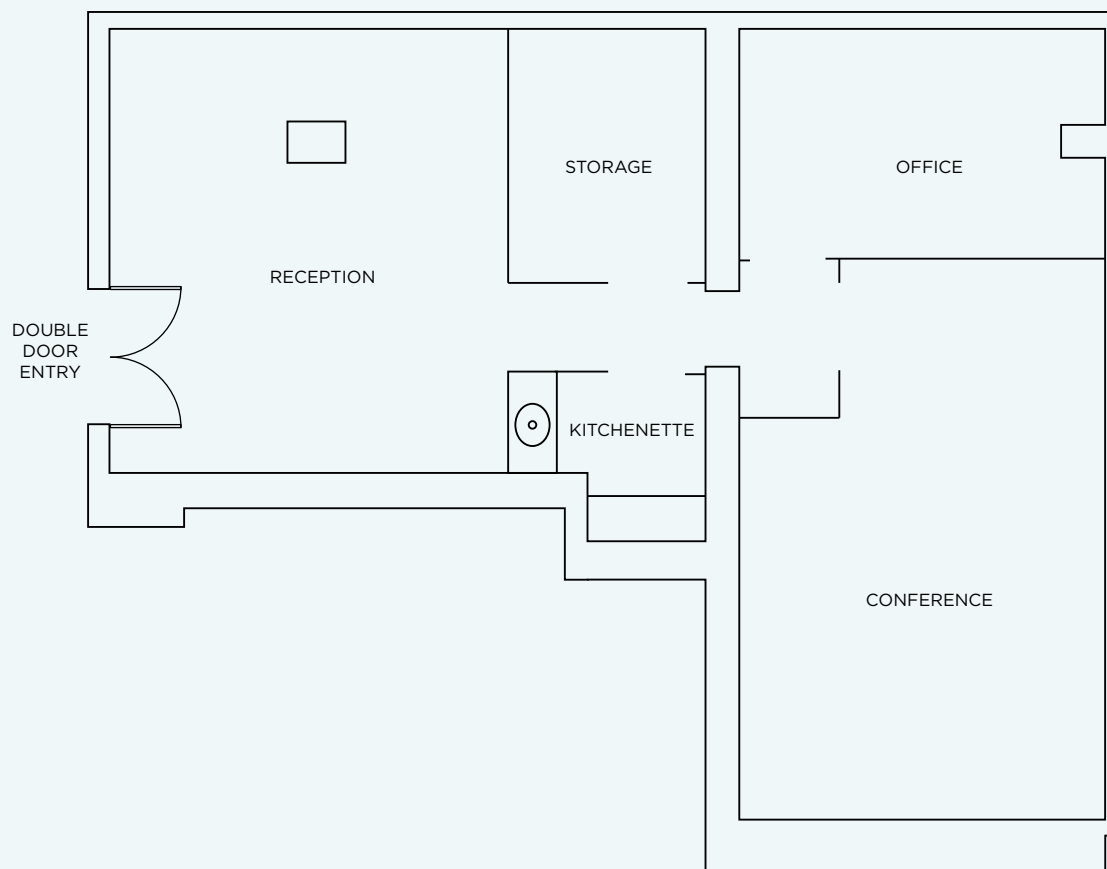 STORAGE
OFFICE
RECEPTION
DOUBLE
DOOR
ENTRY
KITCHENETTE
CONFERENCE